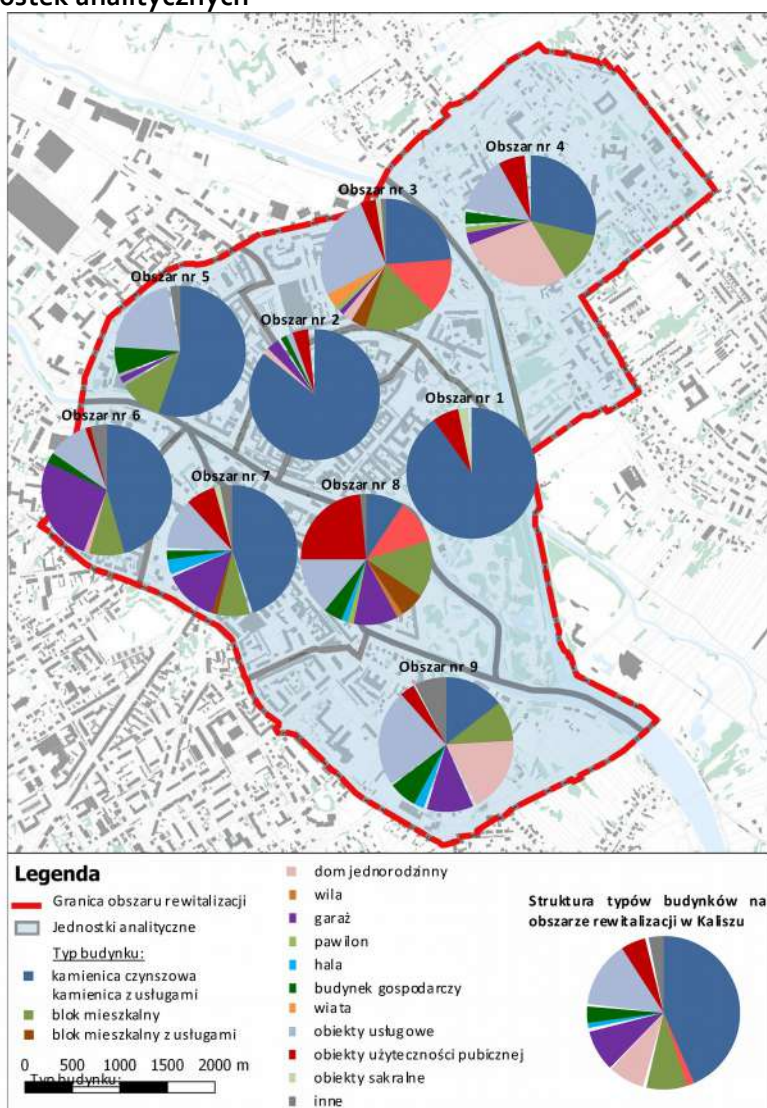 ostek analitycznych
Obszar nr 4
Obszar nr 3
Obszar nr 5
Obszar nr 2
Obszar nr 1
Obszar nr 6
Obszar nr 7
Obszar nr 8
Obszar nr 9
Legenda
Granica obszaru rewitalizacji
Jednostki analityczne
Typ budynku:
kamienica czynszowa
kamienica z usługami
blok mieszkalny
blok mieszkalny z usługami
0 500 1000 1500 2000 m
Typ budynku:
dom jednorodzinny
wila
garaż
pawilon
hala
budynek gospodarczy
wiata
obiekty usługowe
obiekty użyteczności pubicznej
obiekty sakralne
inne
Struktura typów budynków na
obszarze rewitalizacji w Kaliszu